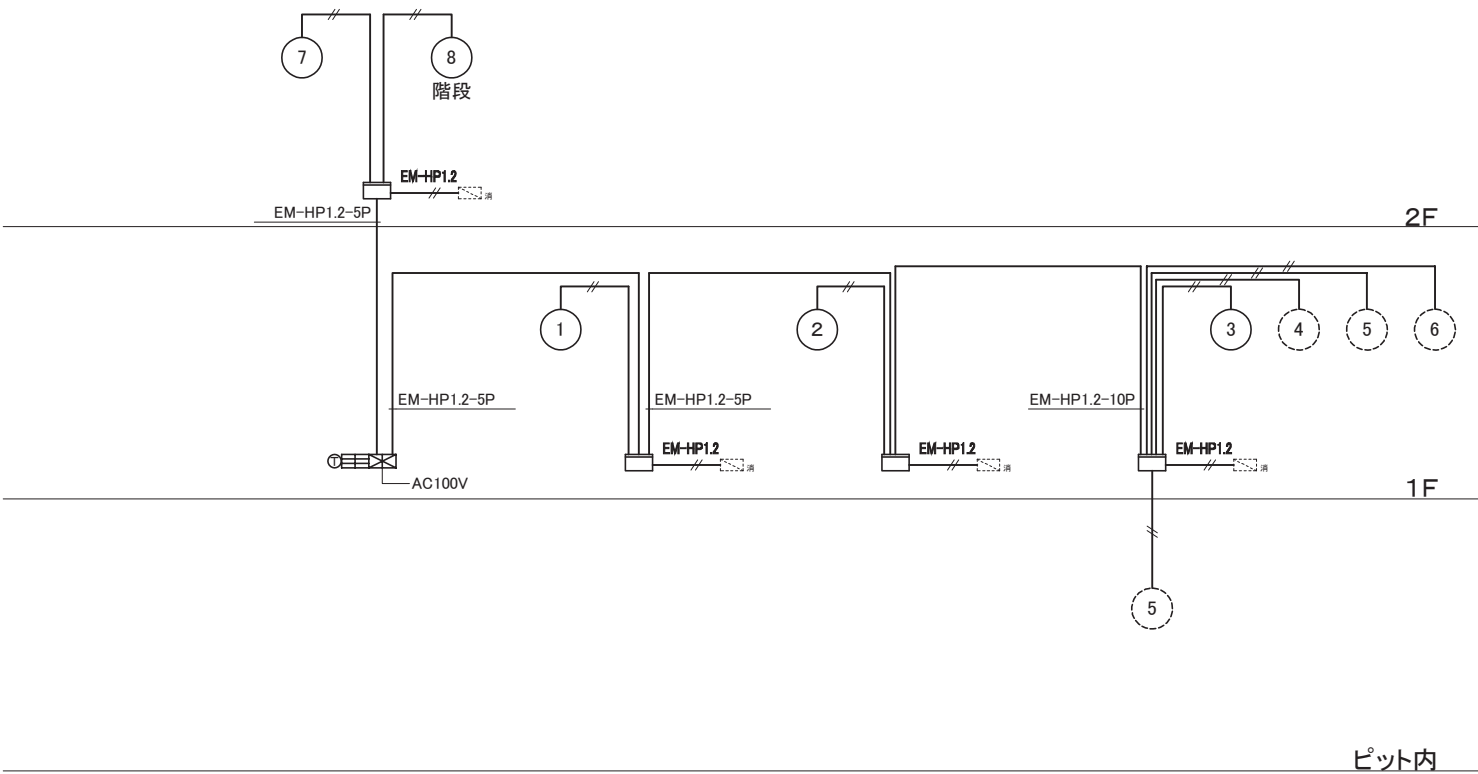 7
8
階段
EM-HP1.2
消
EM-HP1.2-5P
2F
1
2
3
4
5
6
EM-HP1.2-5P
EM-HP1.2-5P
EM-HP1.2-10P
EM-HP1.2
消
EM-HP1.2
消
EM-HP1.2
消
T
AC100V
1F
5
ピット内